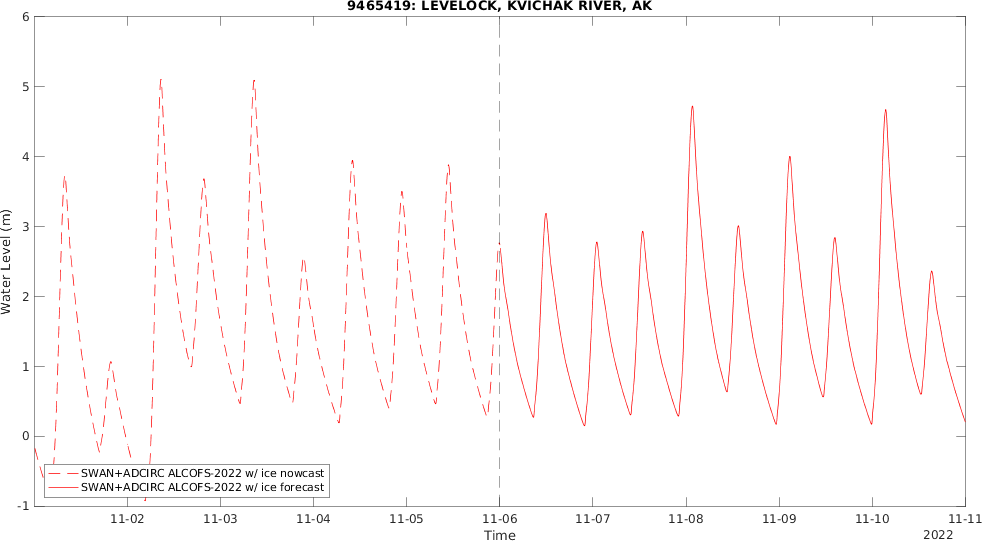 9465419: LEVELOCK, KVICHAK RIVER, AK
6
5
4
3
2
1
0
-1
Water Level (m)
SWAN+ADCIRC ALCOFS-2022 w/ ice nowcast
SWAN+ADCIRC ALCOFS-2022 w/ ice forecast
11-02 11-03 11-04 11-05 11-06 11-07 11-08 11-09 11-10 11-11
Time
2022